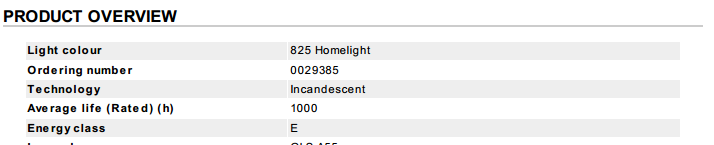 PRODUCT OVERVIEW
Light colour 825 Homelight
Ordering number 0029385
Technology Incandescent
Average life (Rated) (h) 1000
Energy class E